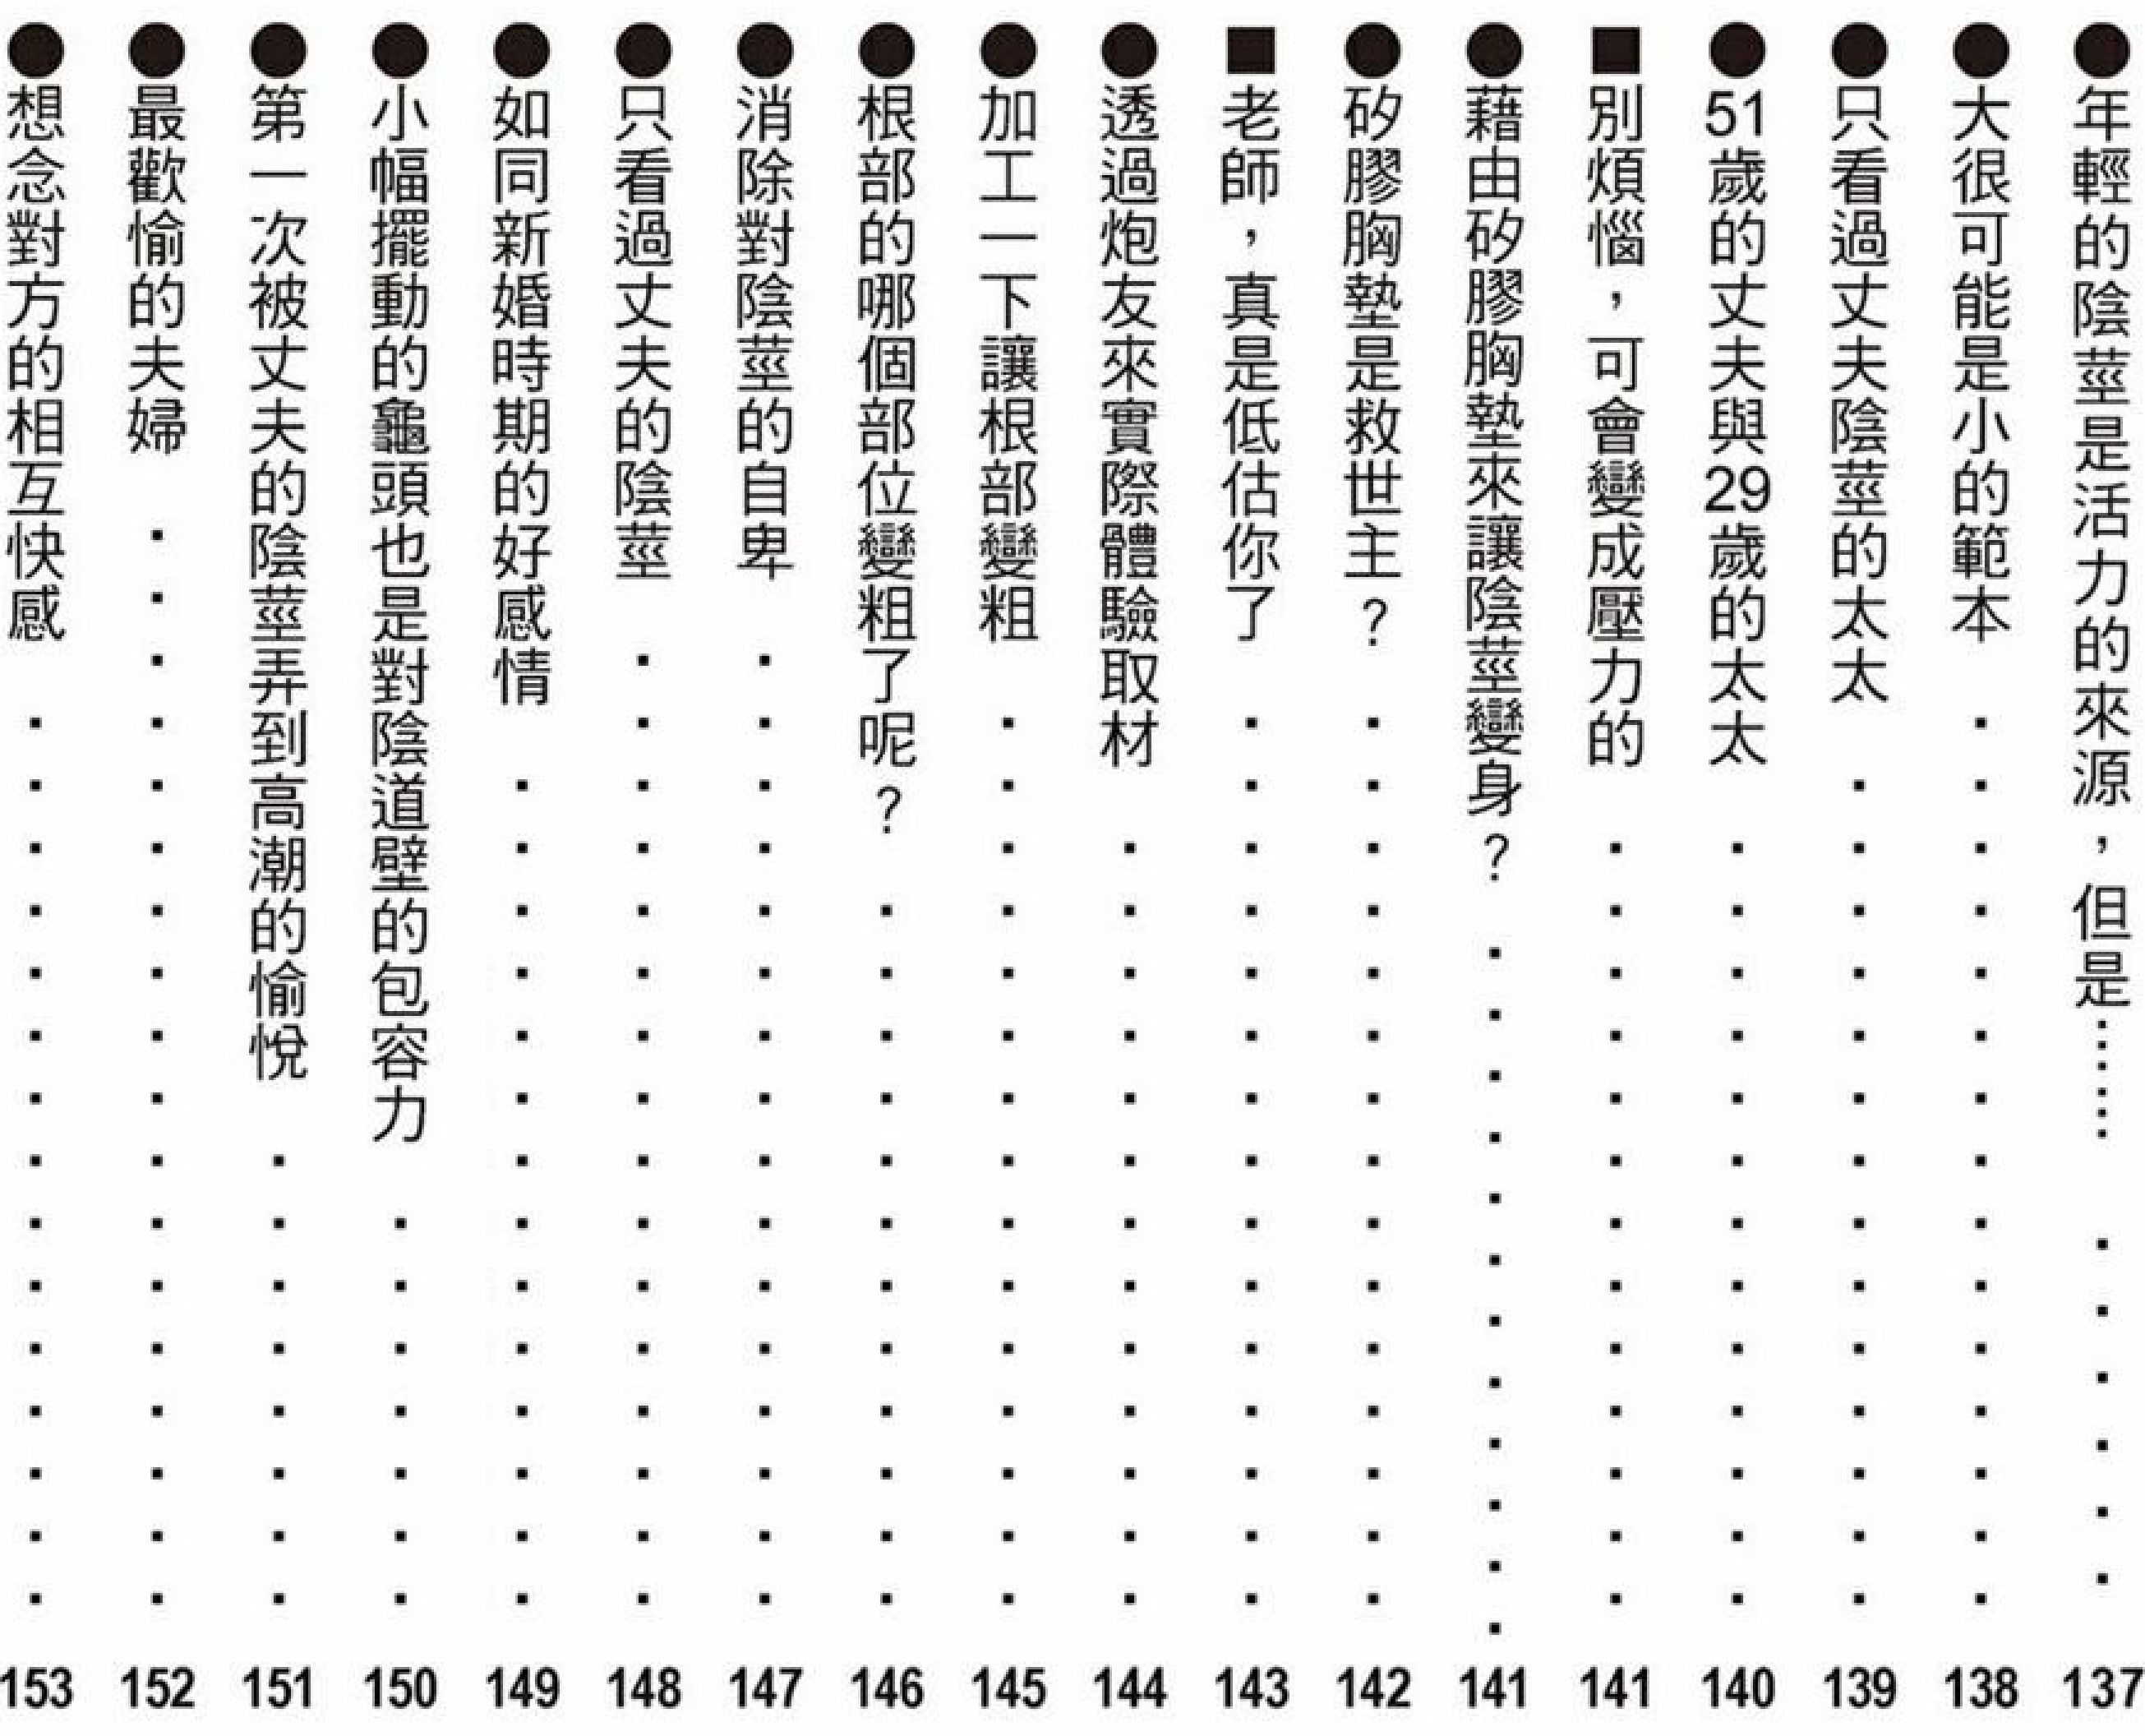 ●年輕的陰莖是活力的來源，但是…… ・・・・・・ 137
●大很可能是小的範本 ・・・・・・・・・・・・・・・ 138
●只看過丈夫陰莖的太太 ・・・・・・・・・・・・・・ 139
●51歲的丈夫與29歲的太太 ・・・・・・・・・・・・・ 140
■別煩惱，可會變成壓力的 ・・・・・・・・・・・・・ 141
●藉由矽膠胸墊來讓陰莖變身？ ・・・・・・・・・・・・ 141
●矽膠胸墊是救世主？ ・・・・・・・・・・・・・・・ 142
■老師，真是低估你了 ・・・・・・・・・・・・・・・ 143
●透過炮友來實際體驗取材 ・・・・・・・・・・・・・ 144
●加工一下讓根部變粗 ・・・・・・・・・・・・・・・ 145
●根部的哪個部位變粗了呢？ ・・・・・・・・・・・・ 146
●消除對陰莖的自卑 ・・・・・・・・・・・・・・・・ 147
●只看過丈夫的陰莖 ・・・・・・・・・・・・・・・・ 148
●如同新婚時期的好感情 ・・・・・・・・・・・・・・ 149
●小幅擺動的龜頭也是對陰道壁的包容力 ・・・・・・・ 150
●第一次被丈夫的陰莖弄到高潮的愉悅 ・・・・・・・・ 151
●最歡愉的夫婦 ・・・・・・・・・・・・・・・・・・ 152
●想念對方的相互快感 ・・・・・・・・・・・・・・・ 153